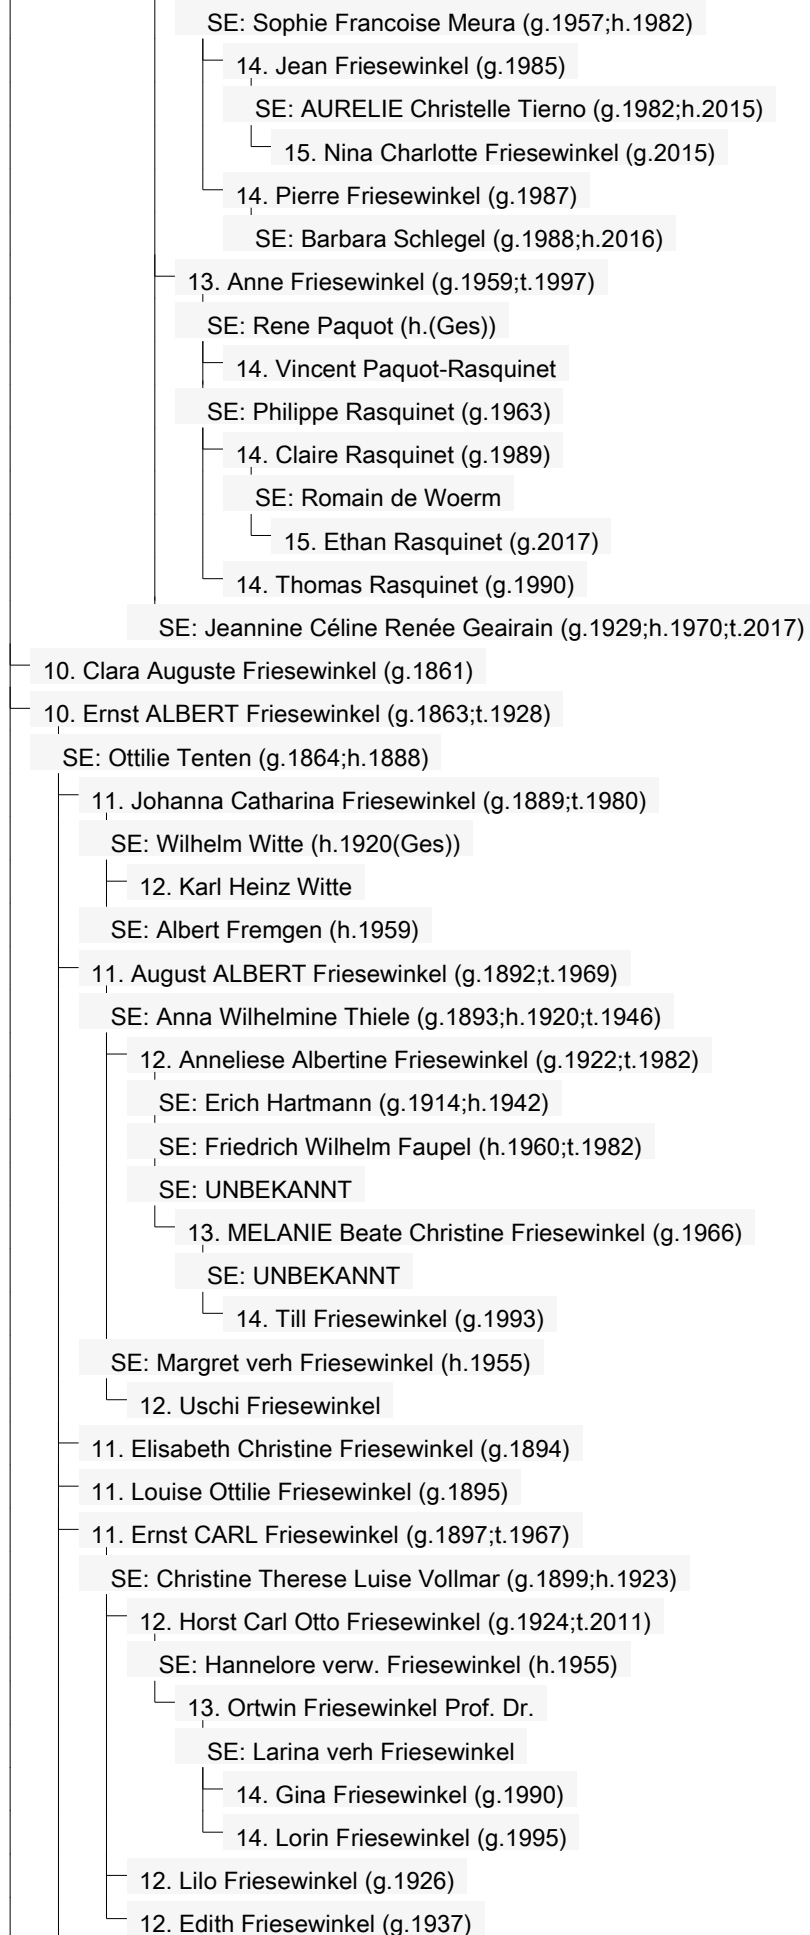 SE: Sophie Francoise Meura (g.1957;h.1982)
14. Jean Friesewinkel (g.1985)
SE: AURELIE Christelle Tierno (g.1982;h.2015)
15. Nina Charlotte Friesewinkel (g.2015)
14. Pierre Friesewinkel (g.1987)
SE: Barbara Schlegel (g.1988;h.2016)
13. Anne Friesewinkel (g.1959;t.1997)
SE: Rene Paquot (h.(Ges))
14. Vincent Paquot-Rasquinet
SE: Philippe Rasquinet (g.1963)
14. Claire Rasquinet (g.1989)
SE: Romain de Woerm
15. Ethan Rasquinet (g.2017)
14. Thomas Rasquinet (g.1990)
SE: Jeannine Céline Renée Geairain (g.1929;h.1970;t.2017)
10. Clara Auguste Friesewinkel (g.1861)
10. Ernst ALBERT Friesewinkel (g.1863;t.1928)
SE: Ottilie Tenten (g.1864;h.1888)
11. Johanna Catharina Friesewinkel (g.1889;t.1980)
SE: Wilhelm Witte (h.1920(Ges))
12. Karl Heinz Witte
SE: Albert Fremgen (h.1959)
11. August ALBERT Friesewinkel (g.1892;t.1969)
SE: Anna Wilhelmine Thiele (g.1893;h.1920;t.1946)
12. Anneliese Albertine Friesewinkel (g.1922;t.1982)
SE: Erich Hartmann (g.1914;h.1942)
SE: Friedrich Wilhelm Faupel (h.1960;t.1982)
SE: UNBEKANNT
13. MELANIE Beate Christine Friesewinkel (g.1966)
SE: UNBEKANNT
14. Till Friesewinkel (g.1993)
SE: Margret verh Friesewinkel (h.1955)
12. Uschi Friesewinkel
11. Elisabeth Christine Friesewinkel (g.1894)
11. Louise Ottilie Friesewinkel (g.1895)
11. Ernst CARL Friesewinkel (g.1897;t.1967)
SE: Christine Therese Luise Vollmar (g.1899;h.1923)
12. Horst Carl Otto Friesewinkel (g.1924;t.2011)
SE: Hannelore verw. Friesewinkel (h.1955)
13. Ortwin Friesewinkel Prof. Dr.
SE: Larina verh Friesewinkel
14. Gina Friesewinkel (g.1990)
14. Lorin Friesewinkel (g.1995)
12. Lilo Friesewinkel (g.1926)
12. Edith Friesewinkel (g.1937)